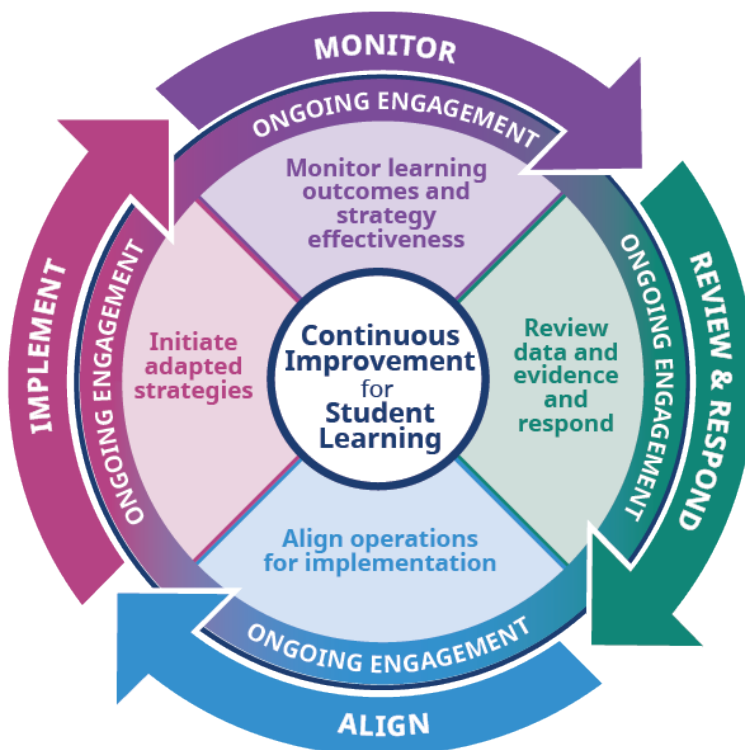 MONITOR
ONGOING ENGAGEMENT
Monitor learning
outcomes and
strategy
effectiveness
REVIEW & RESPOND
ONGOING ENGAGEMENT
Review
data and
evidence
and
respond
ALIGN
ONGOING ENGAGEMENT
Align operations
for implementation
IMPLEMENT
ONGOING ENGAGEMENT
Initiate
adapted
strategies
Continuous
Improvement
for
Student
Learning